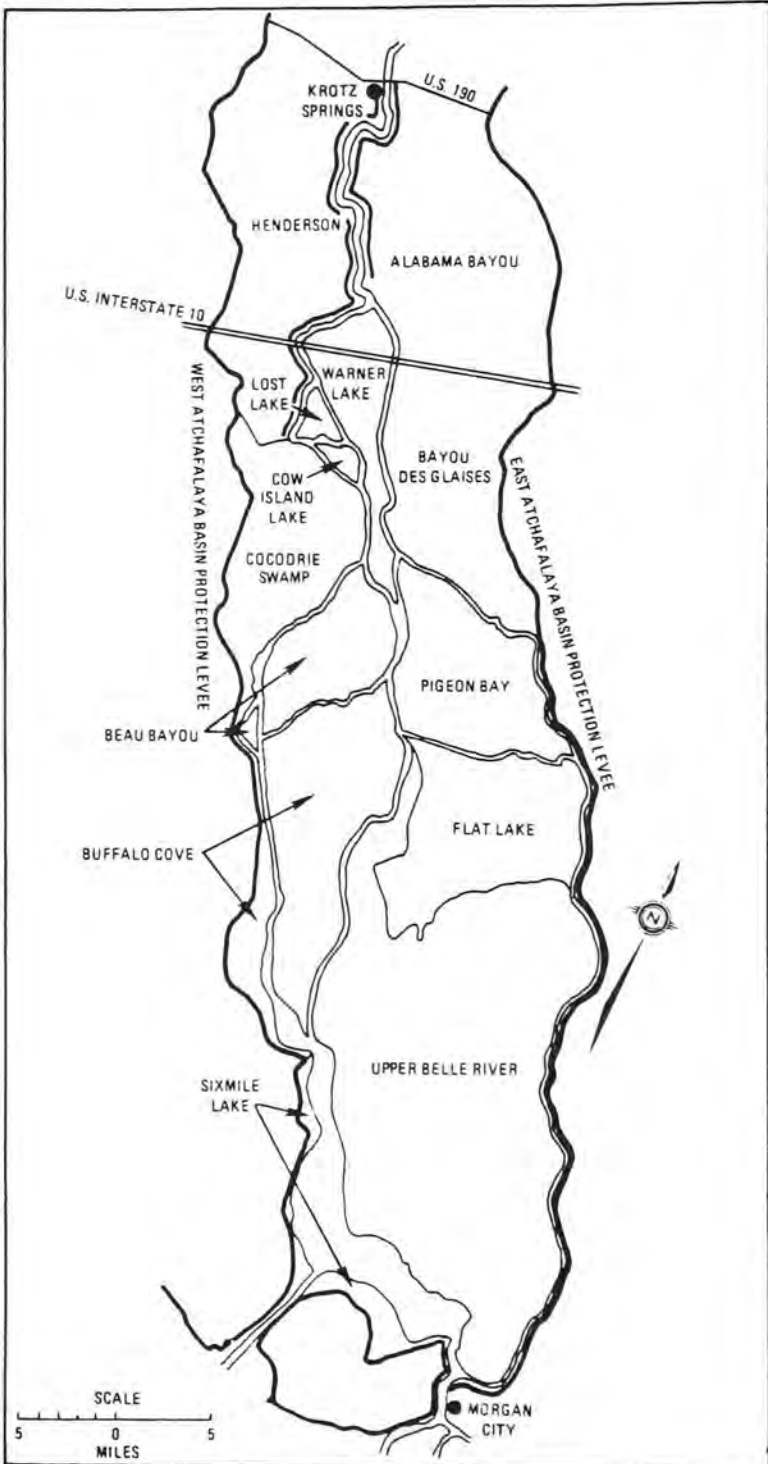 KROTZ
SPRINGS
U.S. 190
HENDERSON
ALABAMA BAYOU
U.S. INTERSTATE 10
LOST
LAKE
WARNER
LAKE
WEST ATCHAFALAYA BASIN PROTECTION LEVEE
BAYOU
DES GLAISES
EAST ATCHAFALAYA BASIN PROTECTION LEVEE
COW
ISLAND
LAKE
COCODRIE
SWAMP
PIGEON BAY
BEAU BAYOU
FLAT LAKE
BUFFALO COVE
N
UPPER BELLE RIVER
SIXMILE
LAKE
SCALE
5 0 5
MILES
MORGAN
CITY